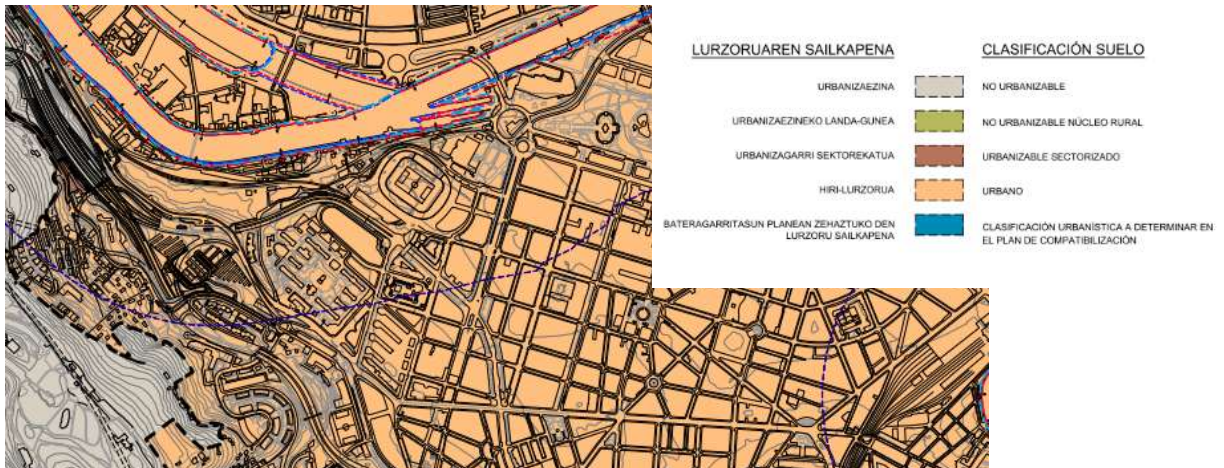 LURZORUAREN SAILKAPENA
CLASIFICACIÓN SUELO
URBANIZAEZINA
NO URBANIZABLE
URBANIZAEZINEKO LANDA-GUNEA
NO URBANIZABLE NÚCLEO RURAL
URBANIZAGARRI SEKTOREKATUA
URBANIZABLE SECTORIZADO
HIRI-LURZORUA
URBANO
BATERAGARRITASUN PLANEAN ZEHAZTUKO DEN
LURZORU SAILKAPENA
CLASIFICACIÓN URBANÍSTICA A DETERMINAR EN
EL PLAN DE COMPATIBILIZACIÓN